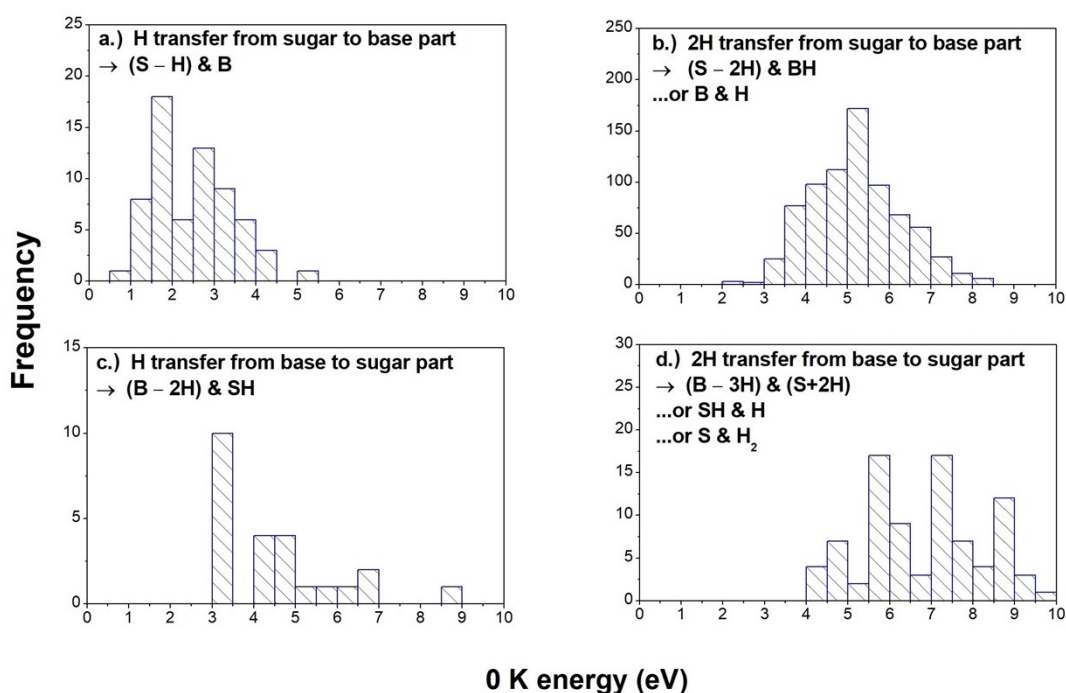 Frequency
a.) H transfer from sugar to base part
→ (S – H) & B
25
20
15
10
5
0
0 1 2 3 4 5 6 7 8 9 10
b.) 2H transfer from sugar to base part
→ (S – 2H) & BH
...or B & H
250
200
150
100
50
0
0 1 2 3 4 5 6 7 8 9 10
c.) H transfer from base to sugar part
→ (B – 2H) & SH
15
10
5
0
0 1 2 3 4 5 6 7 8 9 10
d.) 2H transfer from base to sugar part
→ (B – 3H) & (S+2H)
...or SH & H
...or S & H₂
30
25
20
15
10
5
0
0 1 2 3 4 5 6 7 8 9 10
0 K energy (eV)